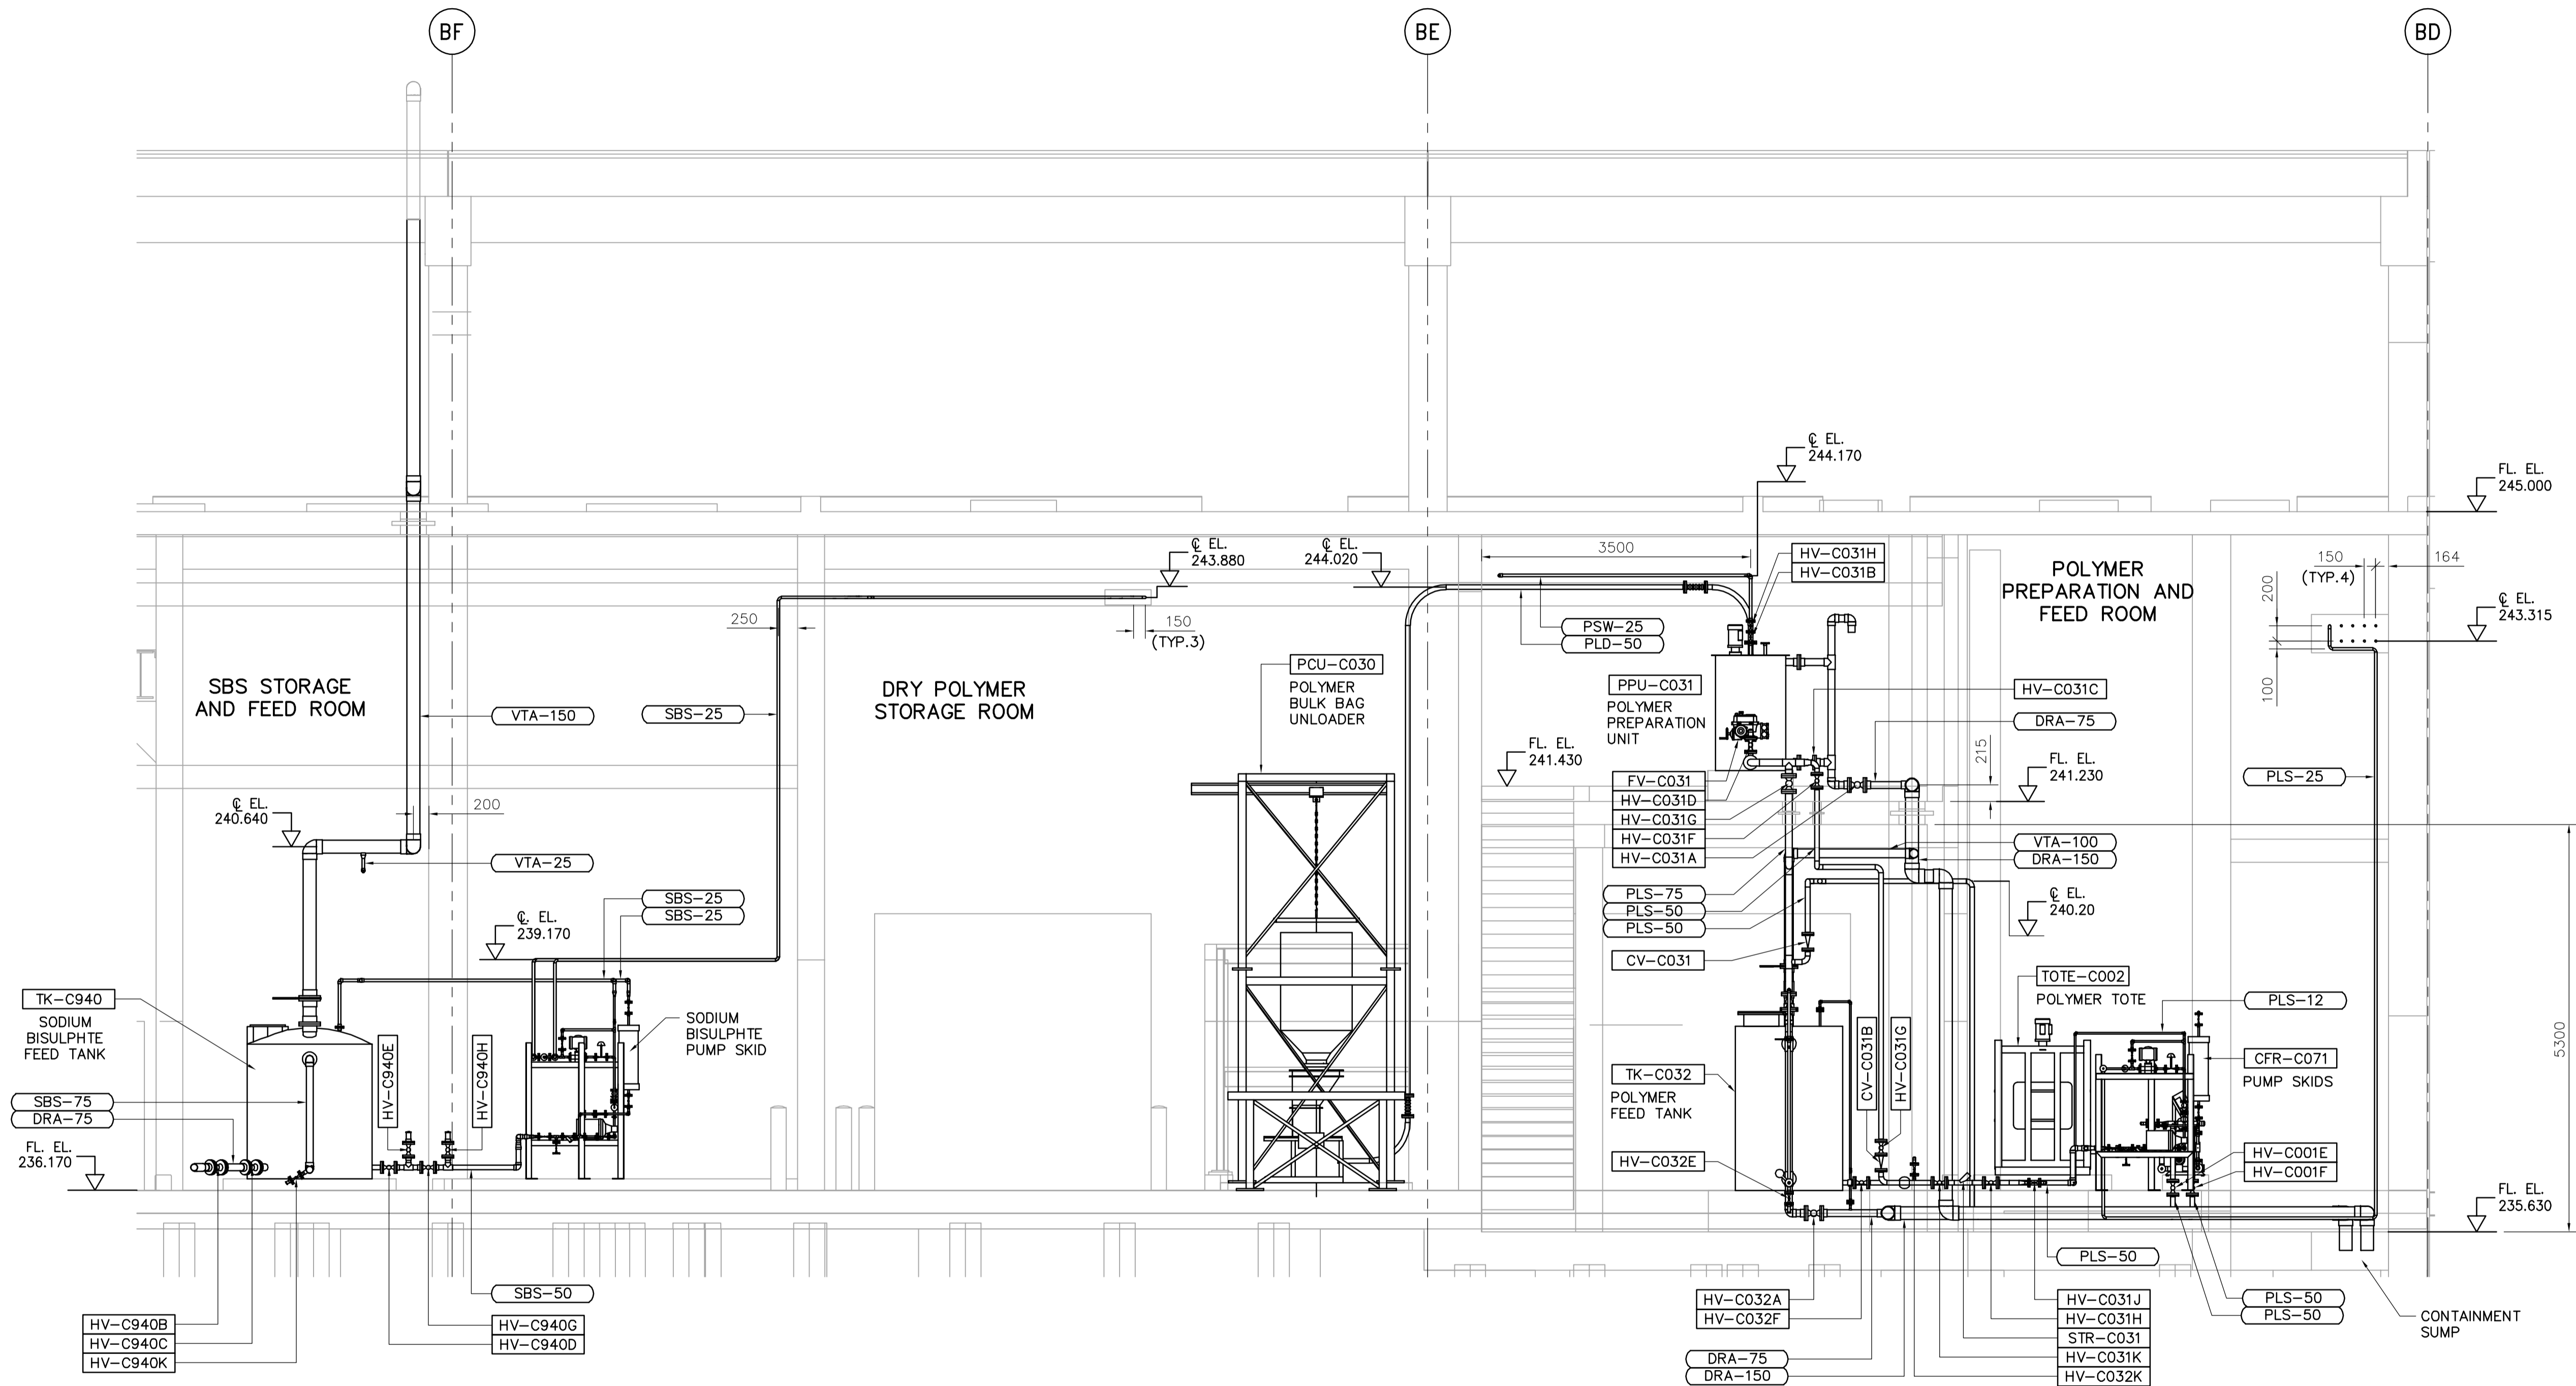 BF
BE
BD
℄ EL.
244.170
FL. EL.
245.000
℄ EL.
243.880
℄ EL.
244.020
3500
HV-C031H
HV-C031B
POLYMER
PREPARATION AND
FEED ROOM
150
(TYP.4)
164
200
℄ EL.
243.315
100
250
150
(TYP.3)
PSW-25
PLD-50
SBS STORAGE
AND FEED ROOM
DRY POLYMER
STORAGE ROOM
VTA-150
SBS-25
PCU-C030
POLYMER
BULK BAG
UNLOADER
PPU-C031
POLYMER
PREPARATION
UNIT
HV-C031C
DRA-75
FL. EL.
241.430
215
FL. EL.
241.230
PLS-25
FV-C031
HV-C031D
HV-C031G
HV-C031F
HV-C031A
℄ EL.
240.640
200
VTA-25
VTA-100
DRA-150
PLS-75
PLS-50
PLS-50
℄ EL.
240.20
SBS-25
SBS-25
℄. EL.
239.170
CV-C031
TOTE-C002
POLYMER TOTE
PLS-12
TK-C940
SODIUM
BISULPHTE
FEED TANK
SODIUM
BISULPHTE
PUMP SKID
HV-C940E
HV-C940H
CV-C031B
HV-C031G
CFR-C071
PUMP SKIDS
5300
TK-C032
POLYMER
FEED TANK
SBS-75
DRA-75
FL. EL.
236.170
HV-C032E
HV-C001E
HV-C001F
FL. EL.
235.630
PLS-50
SBS-50
HV-C940B
HV-C940C
HV-C940K
HV-C940G
HV-C940D
HV-C032A
HV-C032F
HV-C031J
HV-C031H
STR-C031
HV-C031K
HV-C032K
PLS-50
PLS-50
CONTAINMENT
SUMP
DRA-75
DRA-150